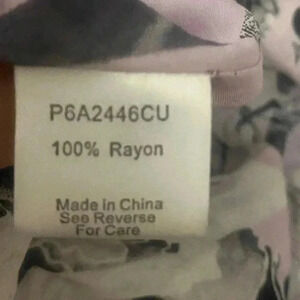 P6A2446CU
100% Rayon
Made in China
See Reverse
For Care